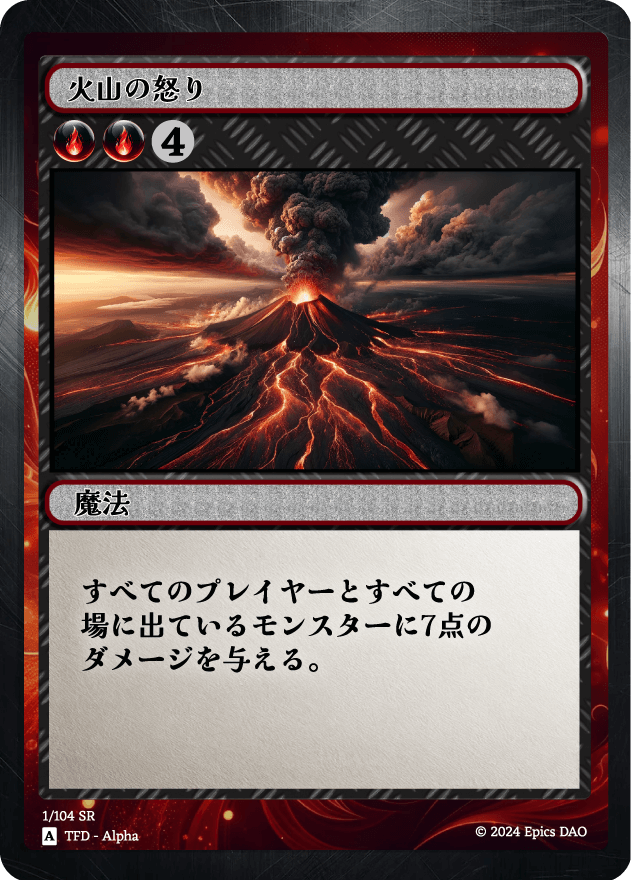 火山の怒り
4
魔法
すべてのプレイヤーとすべての
場に出ているモンスターに7点の
ダメージを与える。
1/104 SR
A TFD - Alpha
© 2024 Epics DAO